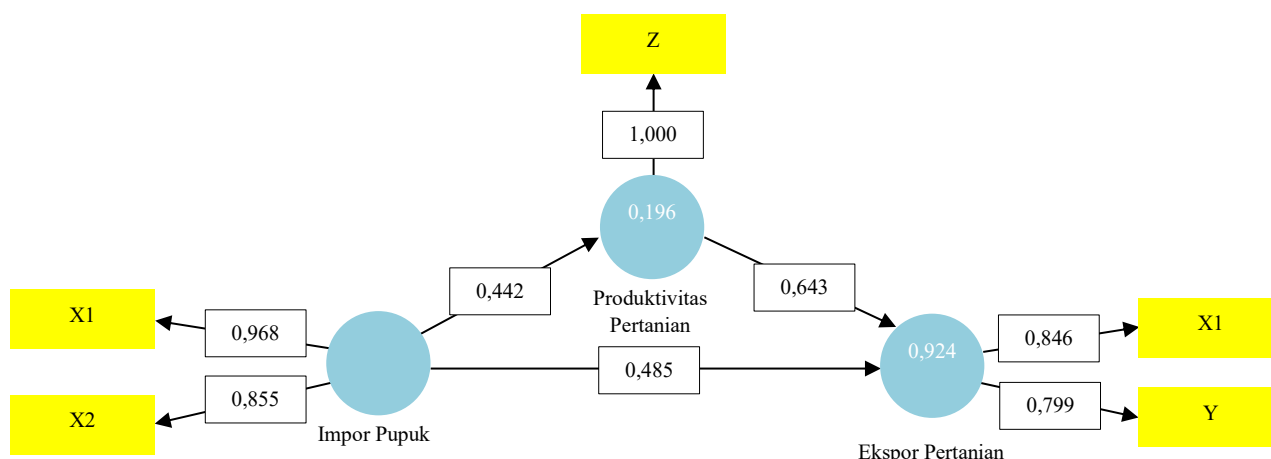 Z
1,000
0,196
Produktivitas
Pertanian
0,442
0,643
X1
0,968
0,485
0,924
0,846
X1
X2
0,855
Impor Pupuk
0,799
Y
Ekspor Pertanian